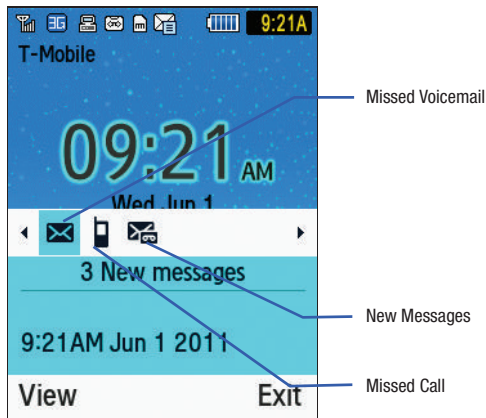 3G
9:21A
T-Mobile
Missed Voicemail
09:21 AM
Wed Jun 1
3 New messages
New Messages
9:21AM Jun 1 2011
Missed Call
View
Exit